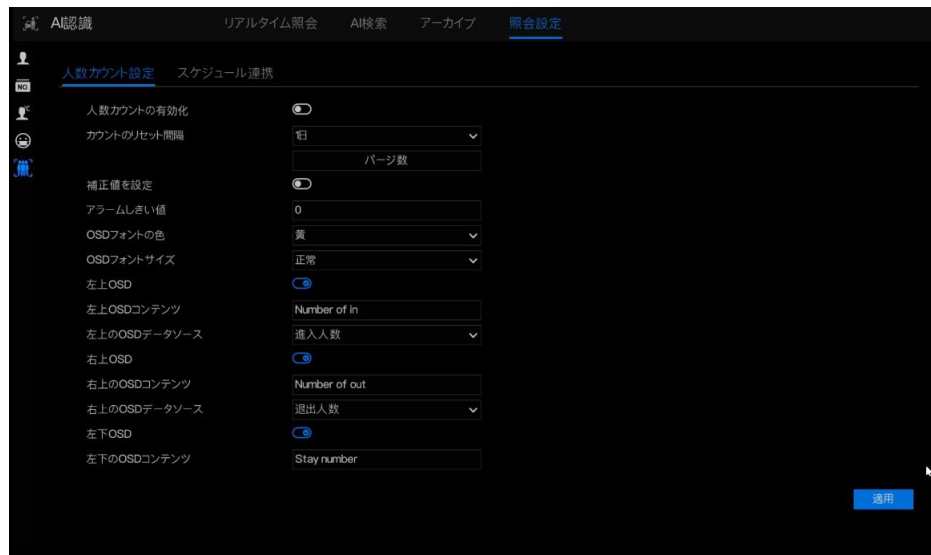 AI認識 リアルタイム照会 AI検索 アーカイブ 照会設定
人数カウント設定 スケジュール連携
NO.
℃
人数カウントの有効化
カウントのリセット間隔 1日
パージ数
補正値を設定
アラームしきい値 0
OSDフォントの色 黄
OSDフォントサイズ 正常
左上OSD
左上OSDコンテンツ Number of in
左上のOSDデータソース 進入人数
右上OSD
右上のOSDコンテンツ Number of out
右上のOSDデータソース 退出人数
左下OSD
左下のOSDコンテンツ Stay number
適用